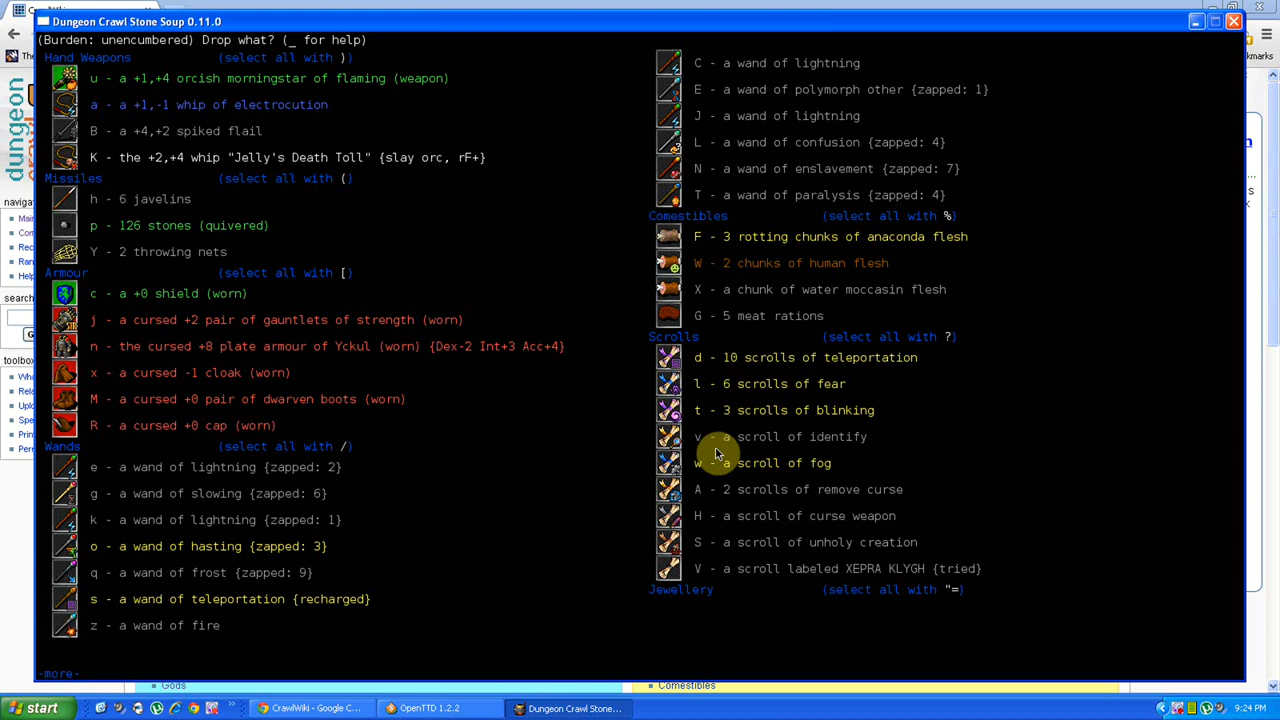 Dungeon Crawl Stone Soup 0.11.0
(Burden: unencumbered) Drop what? (_ for help)
Hand Weapons (select all with ))
u - a +1,+4 orcish morningstar of flaming (weapon)
a - a +1,-1 whip of electrocution
B - a +4,+2 spiked flail
K - the +2,+4 whip "Jelly's Death Toll" {slay orc, rF+}
Missiles (select all with ()
h - 6 javelins
p - 126 stones (quivered)
Y - 2 throwing nets
Armour (select all with [)
c - a +0 shield (worn)
j - a cursed +2 pair of gauntlets of strength (worn)
n - the cursed +8 plate armour of Yckul (worn) {Dex-2 Int+3 Acc+4}
x - a cursed -1 cloak (worn)
M - a cursed +0 pair of dwarven boots (worn)
R - a cursed +0 cap (worn)
Wands (select all with /)
e - a wand of lightning {zapped: 2}
g - a wand of slowing {zapped: 6}
k - a wand of lightning {zapped: 1}
o - a wand of hasting {zapped: 3}
q - a wand of frost {zapped: 9}
s - a wand of teleportation {recharged}
z - a wand of fire
-more-
C - a wand of lightning
E - a wand of polymorph other {zapped: 1}
J - a wand of lightning
L - a wand of confusion {zapped: 4}
N - a wand of enslavement {zapped: 7}
T - a wand of paralysis {zapped: 4}
Comestibles (select all with %)
F - 3 rotting chunks of anaconda flesh
W - 2 chunks of human flesh
X - a chunk of water moccasin flesh
G - 5 meat rations
Scrolls (select all with ?)
d - 10 scrolls of teleportation
l - 6 scrolls of fear
t - 3 scrolls of blinking
v - a scroll of identify
w - a scroll of fog
A - 2 scrolls of remove curse
H - a scroll of curse weapon
S - a scroll of unholy creation
V - a scroll labeled XEPRA KLYGH {tried}
Jewellery (select all with "=)
Gods
Comestibles
start
CrawlWiki - Google C...
OpenTTD 1.2.2
Dungeon Crawl Stone...
9:24 PM